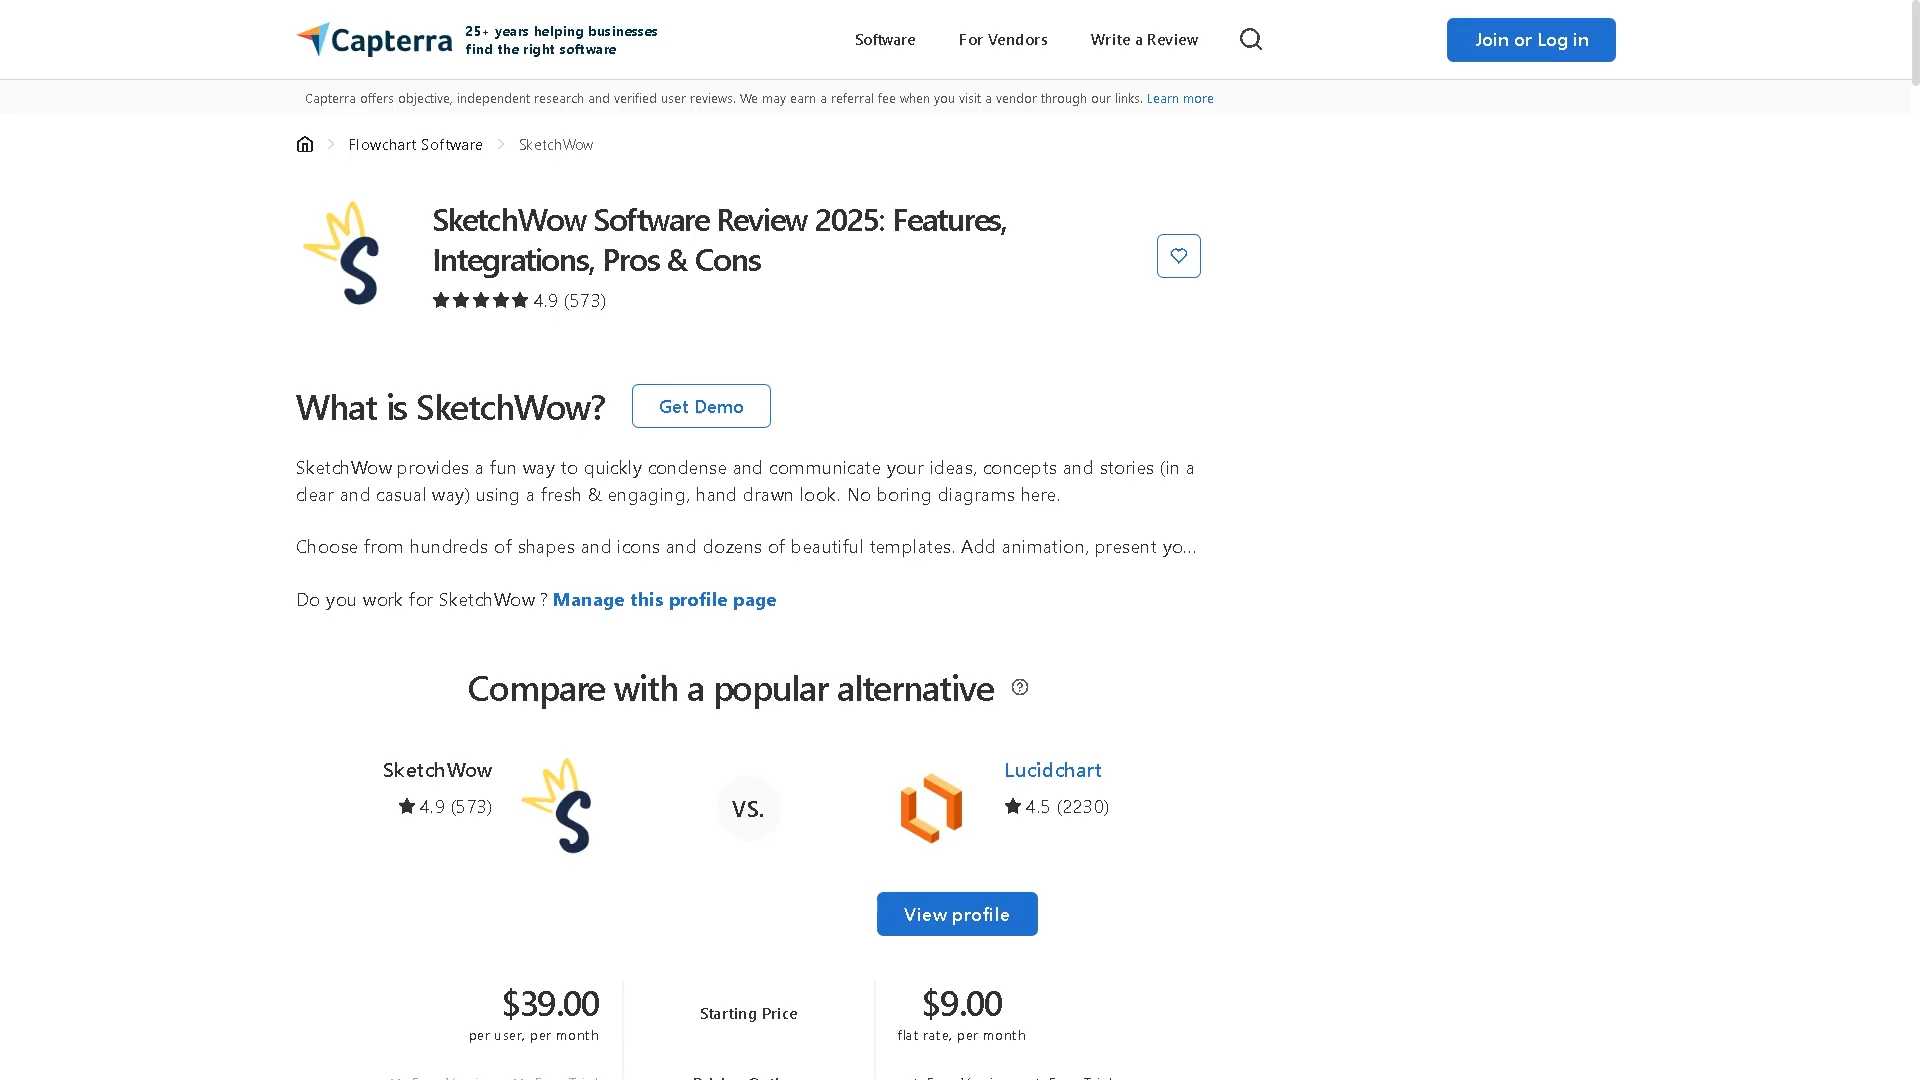 Capterra
25+ years helping businesses
find the right software
Software
For Vendors
Write a Review
Join or Log in
Capterra offers objective, independent research and verified user reviews. We may earn a referral fee when you visit a vendor through our links. Learn more
Flowchart Software
SketchWow
SketchWow Software Review 2025: Features,
Integrations, Pros & Cons
4.9 (573)
What is SketchWow?
Get Demo
SketchWow provides a fun way to quickly condense and communicate your ideas, concepts and stories (in a
clear and casual way) using a fresh & engaging, hand drawn look. No boring diagrams here.
Choose from hundreds of shapes and icons and dozens of beautiful templates. Add animation, present yo...
Do you work for SketchWow ? Manage this profile page
Compare with a popular alternative
SketchWow
4.9 (573)
VS.
Lucidchart
4.5 (2230)
View profile
$39.00
per user, per month
Starting Price
$9.00
flat rate, per month